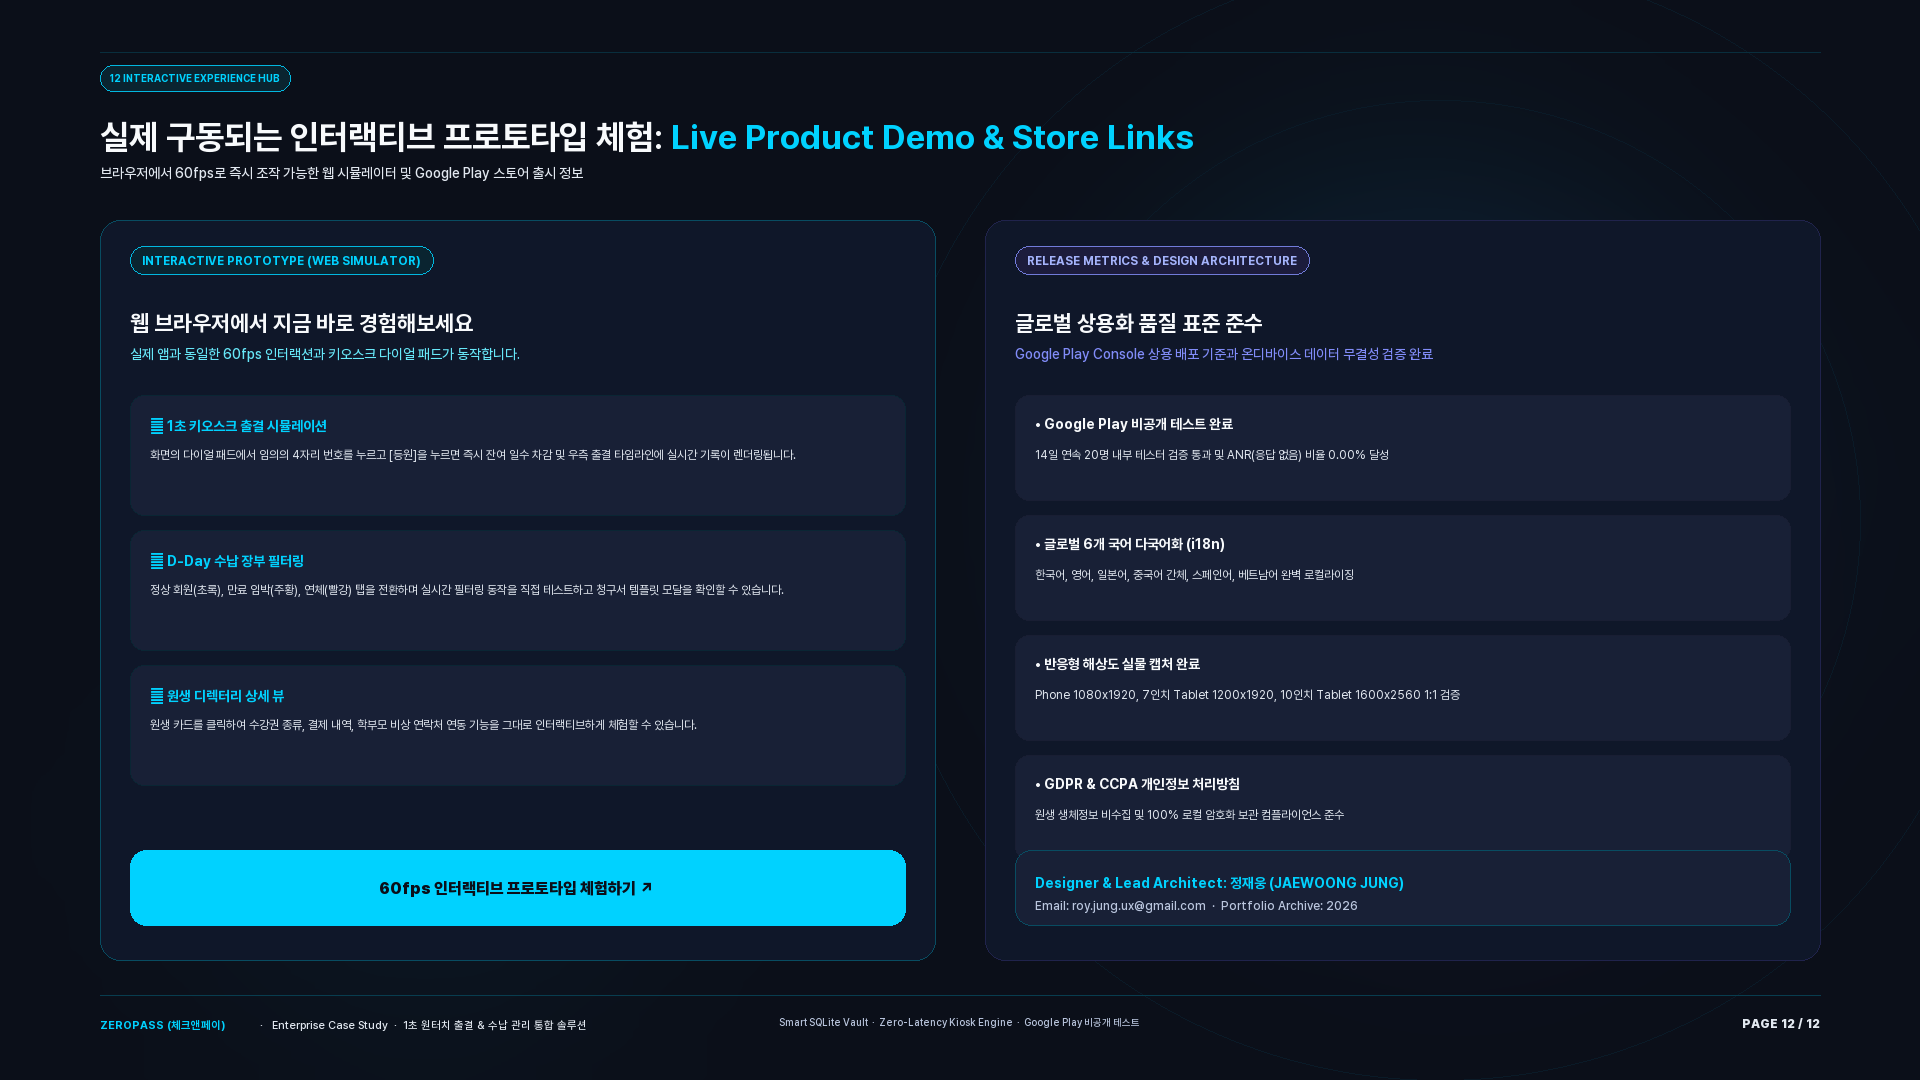 12 INTERACTIVE EXPERIENCE HUB
실제 구동되는 인터랙티브 프로토타입 체험: Live Product Demo & Store Links
브라우저에서 60fps로 즉시 조작 가능한 웹 시뮬레이터 및 Google Play 스토어 출시 정보
INTERACTIVE PROTOTYPE (WEB SIMULATOR)
웹 브라우저에서 지금 바로 경험해보세요
실제 앱과 동일한 60fps 인터랙션과 키오스크 다이얼 패드가 동작합니다.
1초 키오스크 출결 시뮬레이션
화면의 다이얼 패드에서 임의의 4자리 번호를 누르고 [등원]을 누르면 즉시 잔여 일수 차감 및 우측 출결 타임라인에 실시간 기록이 렌더링됩니다.
D-Day 수납 장부 필터링
정상 회원(초록), 만료 임박(주황), 연체(빨강) 탭을 전환하며 실시간 필터링 동작을 직접 테스트하고 청구서 템플릿 모달을 확인할 수 있습니다.
원생 디렉터리 상세 뷰
원생 카드를 클릭하여 수강권 종류, 결제 내역, 학부모 비상 연락처 연동 기능을 그대로 인터랙티브하게 체험할 수 있습니다.
60fps 인터랙티브 프로토타입 체험하기 ↗
RELEASE METRICS & DESIGN ARCHITECTURE
글로벌 상용화 품질 표준 준수
Google Play Console 상용 배포 기준과 온디바이스 데이터 무결성 검증 완료
• Google Play 비공개 테스트 완료
14일 연속 20명 내부 테스터 검증 통과 및 ANR(응답 없음) 비율 0.00% 달성
• 글로벌 6개 국어 다국어화 (i18n)
한국어, 영어, 일본어, 중국어 간체, 스페인어, 베트남어 완벽 로컬라이징
• 반응형 해상도 실물 캡처 완료
Phone 1080x1920, 7인치 Tablet 1200x1920, 10인치 Tablet 1600x2560 1:1 검증
• GDPR & CCPA 개인정보 처리방침
원생 생체정보 비수집 및 100% 로컬 암호화 보관 컴플라이언스 준수
Designer & Lead Architect: 정재웅 (JAEWOONG JUNG)
Email: roy.jung.ux@gmail.com · Portfolio Archive: 2026
ZEROPASS (체크앤페이) · Enterprise Case Study · 1초 원터치 출결 & 수납 관리 통합 솔루션
Smart SQLite Vault · Zero-Latency Kiosk Engine · Google Play 비공개 테스트
PAGE 12 / 12